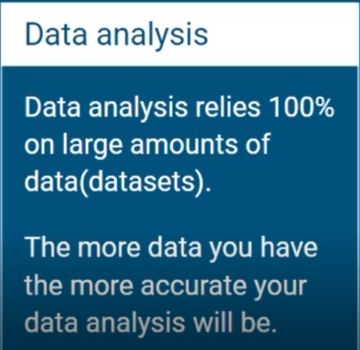 Data analysis
Data analysis relies 100%
on large amounts of
data(datasets).
The more data you have
the more accurate your
data analysis will be.